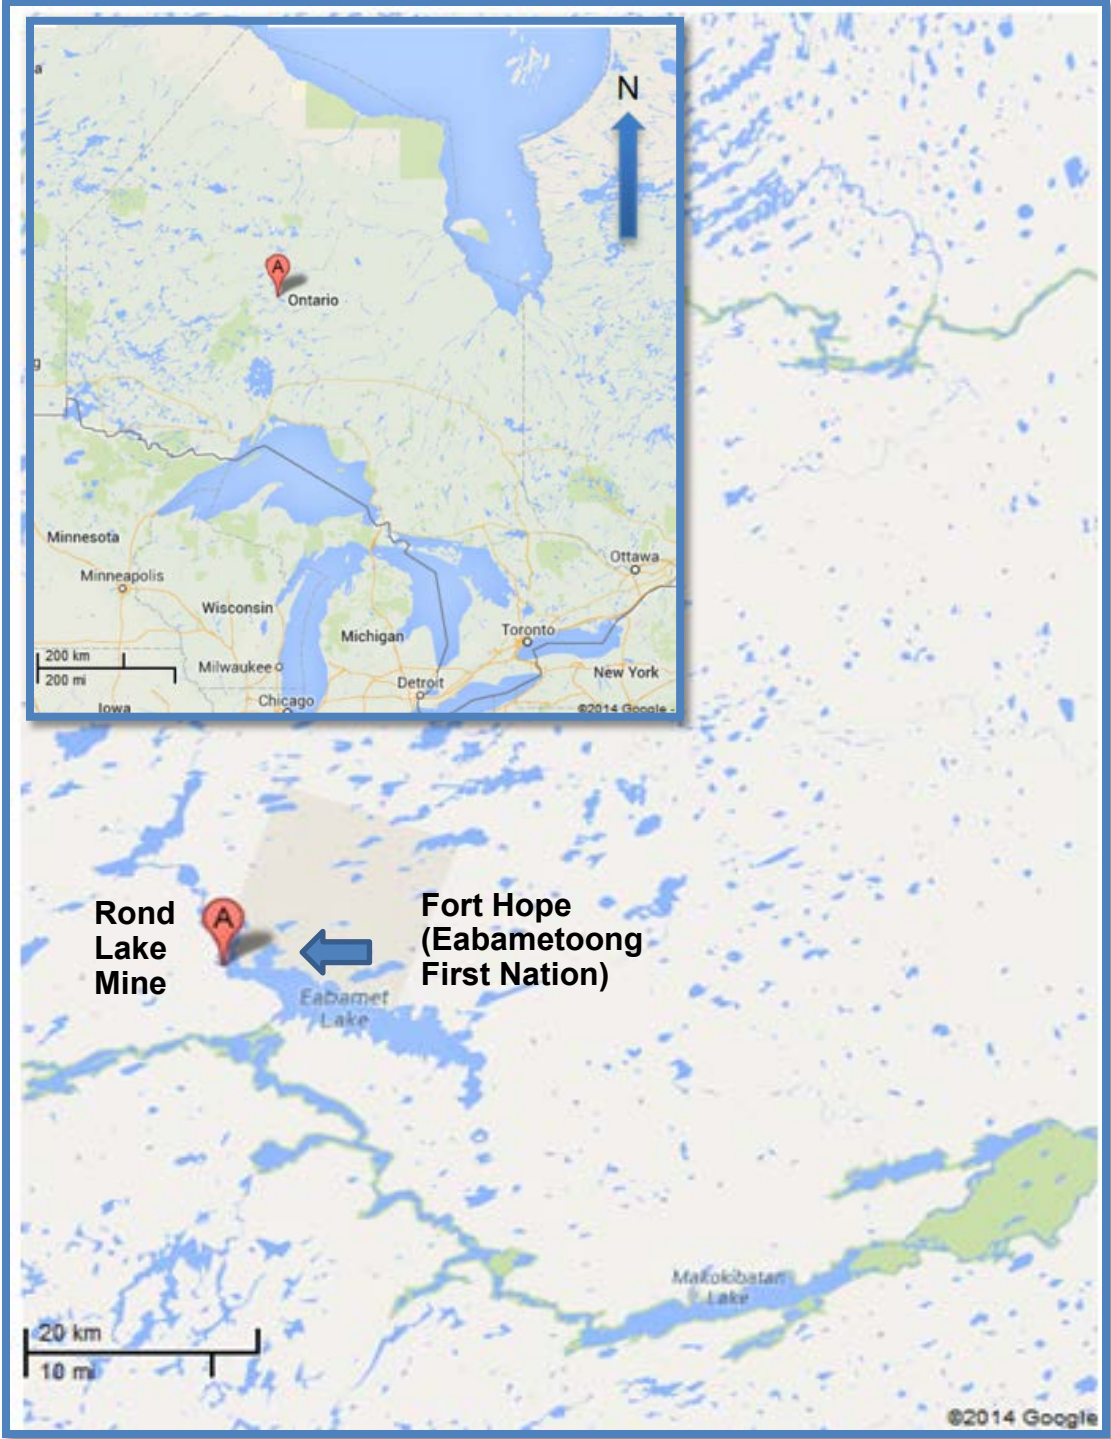 a
N
A
Ontario
g
Minnesota
Minneapolis
Ottawa
Wisconsin
Michigan
Toronto
200 km
200 mi
Milwaukee
Detroit
New York
Chicago
Iowa
©2014 Google -
Rond
Lake
Mine
A
Fort Hope
(Eabametoong
First Nation)
Eabamet
Lake
Makokibatan
Lake
20 km
10 mi
©2014 Google